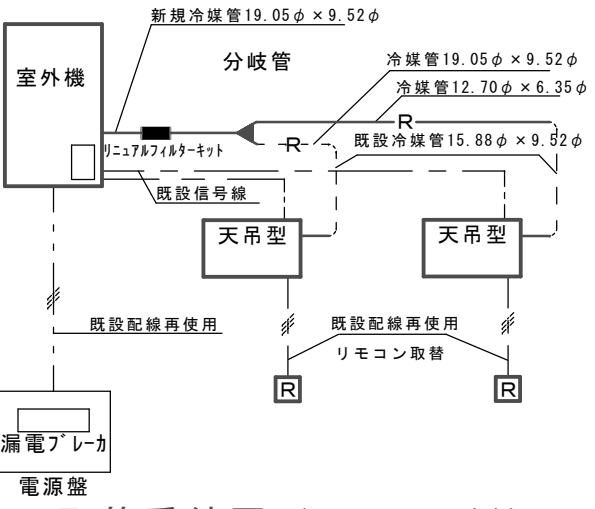 新規冷媒管19.05φ×9.52φ
室外機
分岐管
冷媒管19.05φ×9.52φ
冷媒管12.70φ×6.35φ
R
R
既設冷媒管15.88φ×9.52φ
リニュアルフィルターキット
既設信号線
天吊型
天吊型
既設配線再使用
既設配線再使用
リモコン取替
R
R
漏電ブレーカ
電源盤